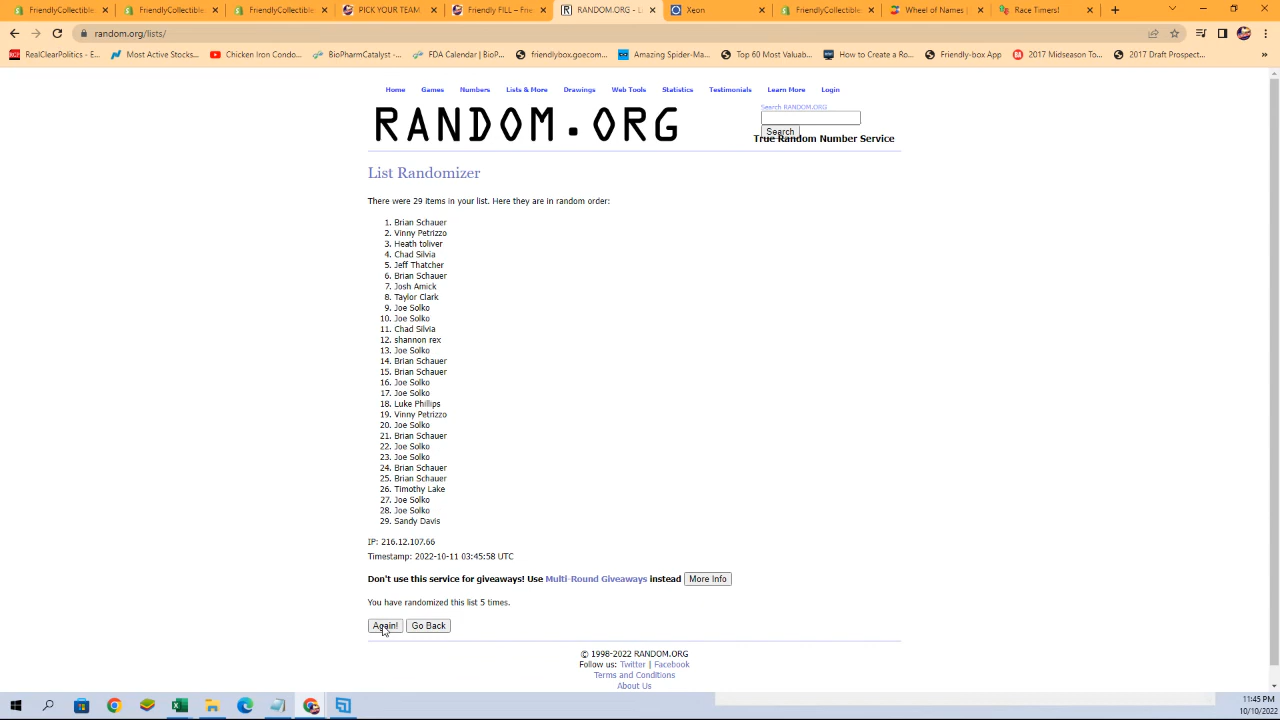 FriendlyCollectible
FriendlyCollectible
FriendlyCollectible
PICK YOUR TEAM
Friendly FILL – Fr
RANDOM.ORG - L
Xeon
FriendlyCollectible
Wheel of Names |
Race Timers!
random.org/lists/
RealClearPolitics - E...
Most Active Stocks...
Chicken Iron Condo...
BioPharmCatalyst -...
FDA Calendar | BioP...
friendlybox.goecom...
Amazing Spider-Ma...
Top 60 Most Valuab...
How to Create a Ro...
Friendly-box App
2017 Midseason To...
2017 Draft Prospect...
Home Games Numbers Lists & More Drawings Web Tools Statistics Testimonials Learn More Login
Search RANDOM.ORG
Search
RANDOM.ORG
True Random Number Service
List Randomizer
There were 29 items in your list. Here they are in random order:
1. Brian Schauer
2. Vinny Petrizzo
3. Heath toliver
4. Chad Silvia
5. Jeff Thatcher
6. Brian Schauer
7. Josh Amick
8. Taylor Clark
9. Joe Solko
10. Joe Solko
11. Chad Silvia
12. shannon rex
13. Joe Solko
14. Brian Schauer
15. Brian Schauer
16. Joe Solko
17. Joe Solko
18. Luke Phillips
19. Vinny Petrizzo
20. Joe Solko
21. Brian Schauer
22. Joe Solko
23. Joe Solko
24. Brian Schauer
25. Brian Schauer
26. Timothy Lake
27. Joe Solko
28. Joe Solko
29. Sandy Davis
IP: 216.12.107.66
Timestamp: 2022-10-11 03:45:58 UTC
Don't use this service for giveaways! Use Multi-Round Giveaways instead More Info
You have randomized this list 5 times.
Again! Go Back
© 1998-2022 RANDOM.ORG
Follow us: Twitter | Facebook
Terms and Conditions
About Us
11:45 PM
10/10/2022